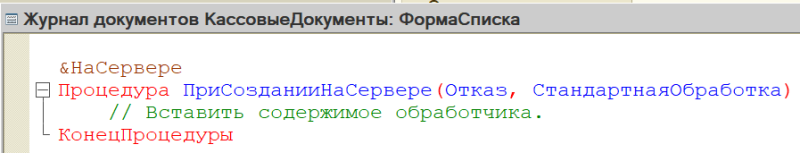 Журнал документов КассовыеДокументы: ФормаСписка
&НаСервере
Процедура ПриСозданииНаСервере(Отказ, СтандартнаяОбработка)
// Вставить содержимое обработчика.
КонецПроцедуры